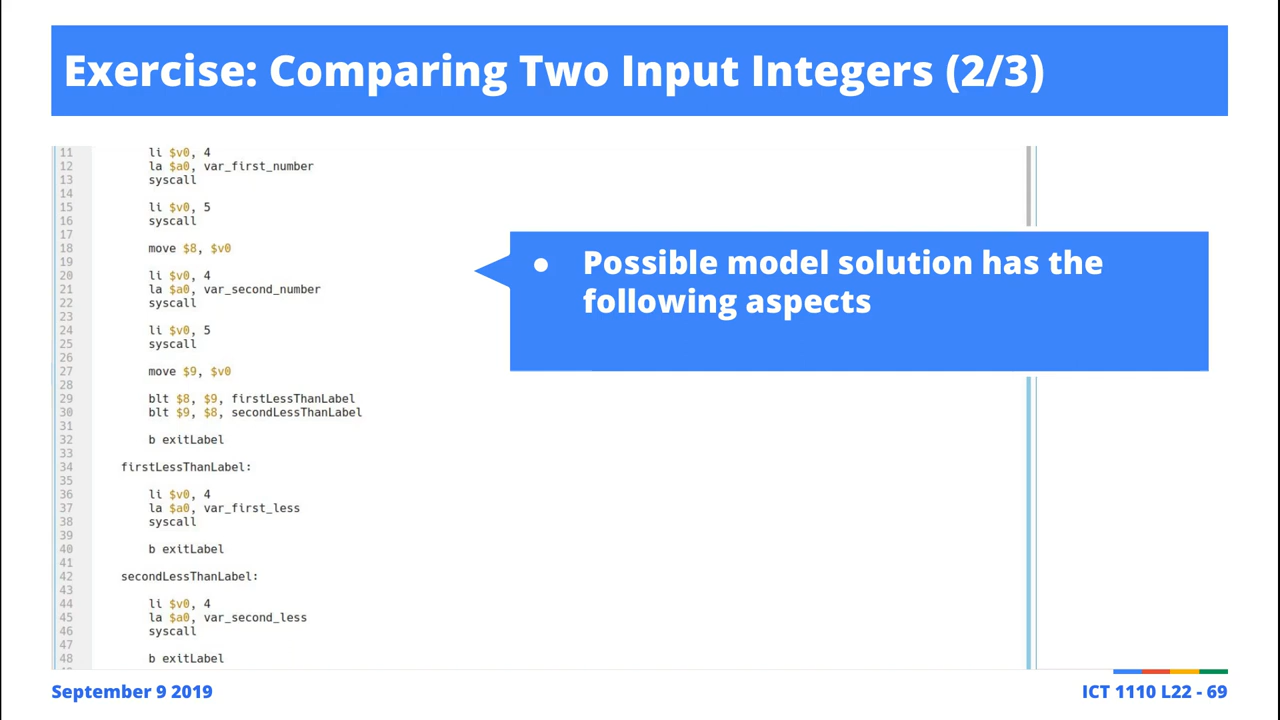 Exercise: Comparing Two Input Integers (2/3)
11 li $v0, 4
12 la $a0, var_first_number
13 syscall
14
15 li $v0, 5
16 syscall
17
18 move $8, $v0
19
20 li $v0, 4
21 la $a0, var_second_number
22 syscall
23
24 li $v0, 5
25 syscall
26
27 move $9, $v0
28
29 blt $8, $9, firstLessThanLabel
30 blt $9, $8, secondLessThanLabel
31
32 b exitLabel
33
34 firstLessThanLabel:
35
36 li $v0, 4
37 la $a0, var_first_less
38 syscall
39
40 b exitLabel
41
42 secondLessThanLabel:
43
44 li $v0, 4
45 la $a0, var_second_less
46 syscall
47
48 b exitLabel
● Possible model solution has the
following aspects
September 9 2019
ICT 1110 L22 - 69